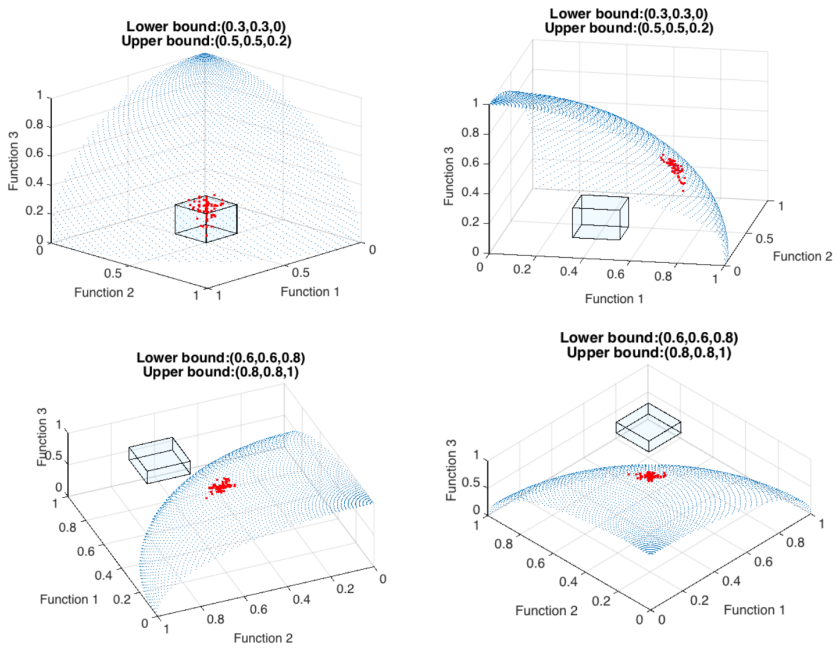 Lower bound:(0.3,0.3,0)
Upper bound:(0.5,0.5,0.2)
Function 3
1
0.8
0.6
0.4
0.2
0
0
0.5
1
Function 2
1
0.5
0
Function 1
Lower bound:(0.3,0.3,0)
Upper bound:(0.5,0.5,0.2)
Function 3
1
0.8
0.6
0.4
0.2
0
0
0.2
0.4
0.6
0.8
1
Function 1
0
0.5
1
Function 2
Lower bound:(0.6,0.6,0.8)
Upper bound:(0.8,0.8,1)
Function 3
1
0.5
0
1
0.8
0.6
0.4
0.2
0
Function 1
1
0.8
0.6
0.4
0.2
0
Function 2
Lower bound:(0.6,0.6,0.8)
Upper bound:(0.8,0.8,1)
Function 3
1
0.5
0
1
0.8
0.6
0.4
0.2
0
Function 2
0
0.2
0.4
0.6
0.8
1
Function 1